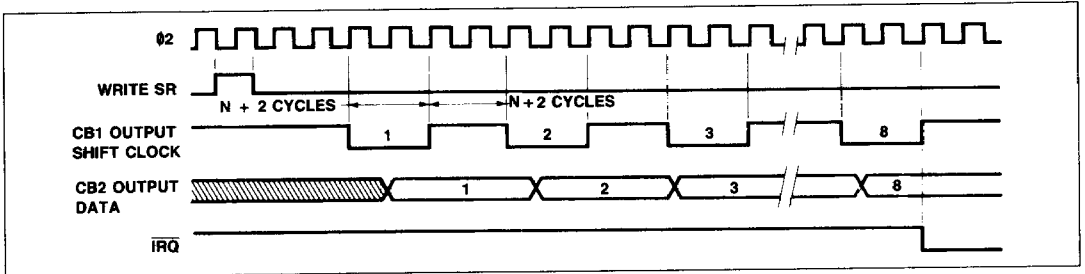 ϕ2
WRITE SR
N + 2 CYCLES
N + 2 CYCLES
CB1 OUTPUT
SHIFT CLOCK
1
2
3
8
CB2 OUTPUT
DATA
1
2
3
8
IRQ